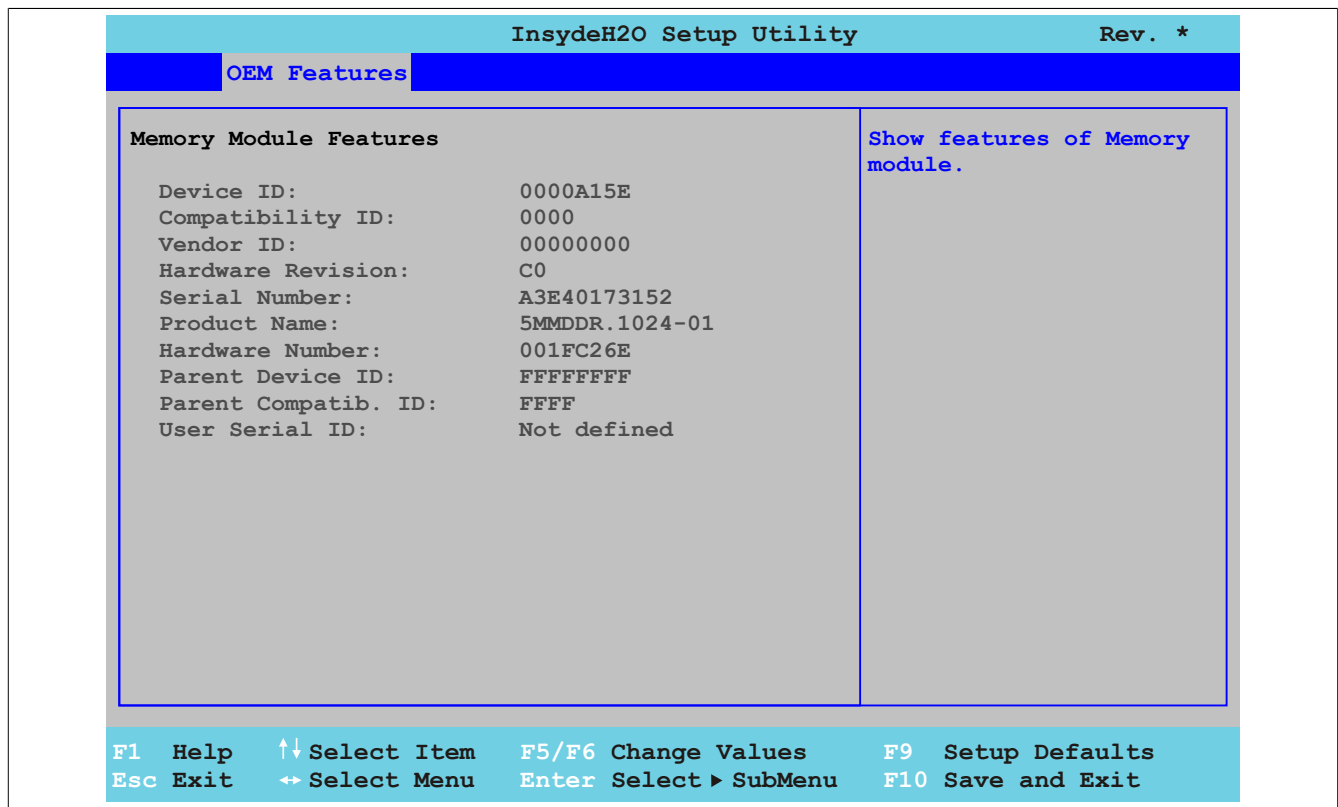 InsydeH2O Setup Utility Rev. *
OEM Features
Memory Module Features
Show features of Memory
module.
Device ID: 0000A15E
Compatibility ID: 0000
Vendor ID: 00000000
Hardware Revision: C0
Serial Number: A3E40173152
Product Name: 5MMDDR.1024-01
Hardware Number: 001FC26E
Parent Device ID: FFFFFFFF
Parent Compatib. ID: FFFF
User Serial ID: Not defined
F1 Help ↑↓ Select Item F5/F6 Change Values F9 Setup Defaults
Esc Exit ↔ Select Menu Enter Select ▶ SubMenu F10 Save and Exit